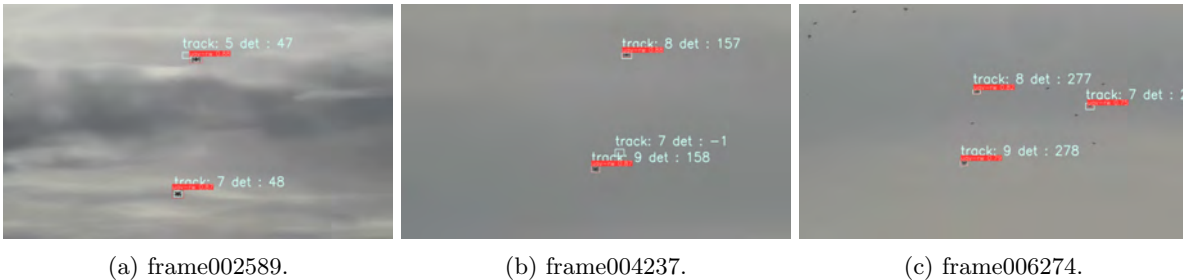 track: 5 det : 47
track: 7 det : 48
(a) frame002589.
track: 8 det : 157
track: 7 det : -1
track: 9 det : 158
(b) frame004237.
track: 8 det : 277
track: 7 det : 2
track: 9 det : 278
(c) frame006274.